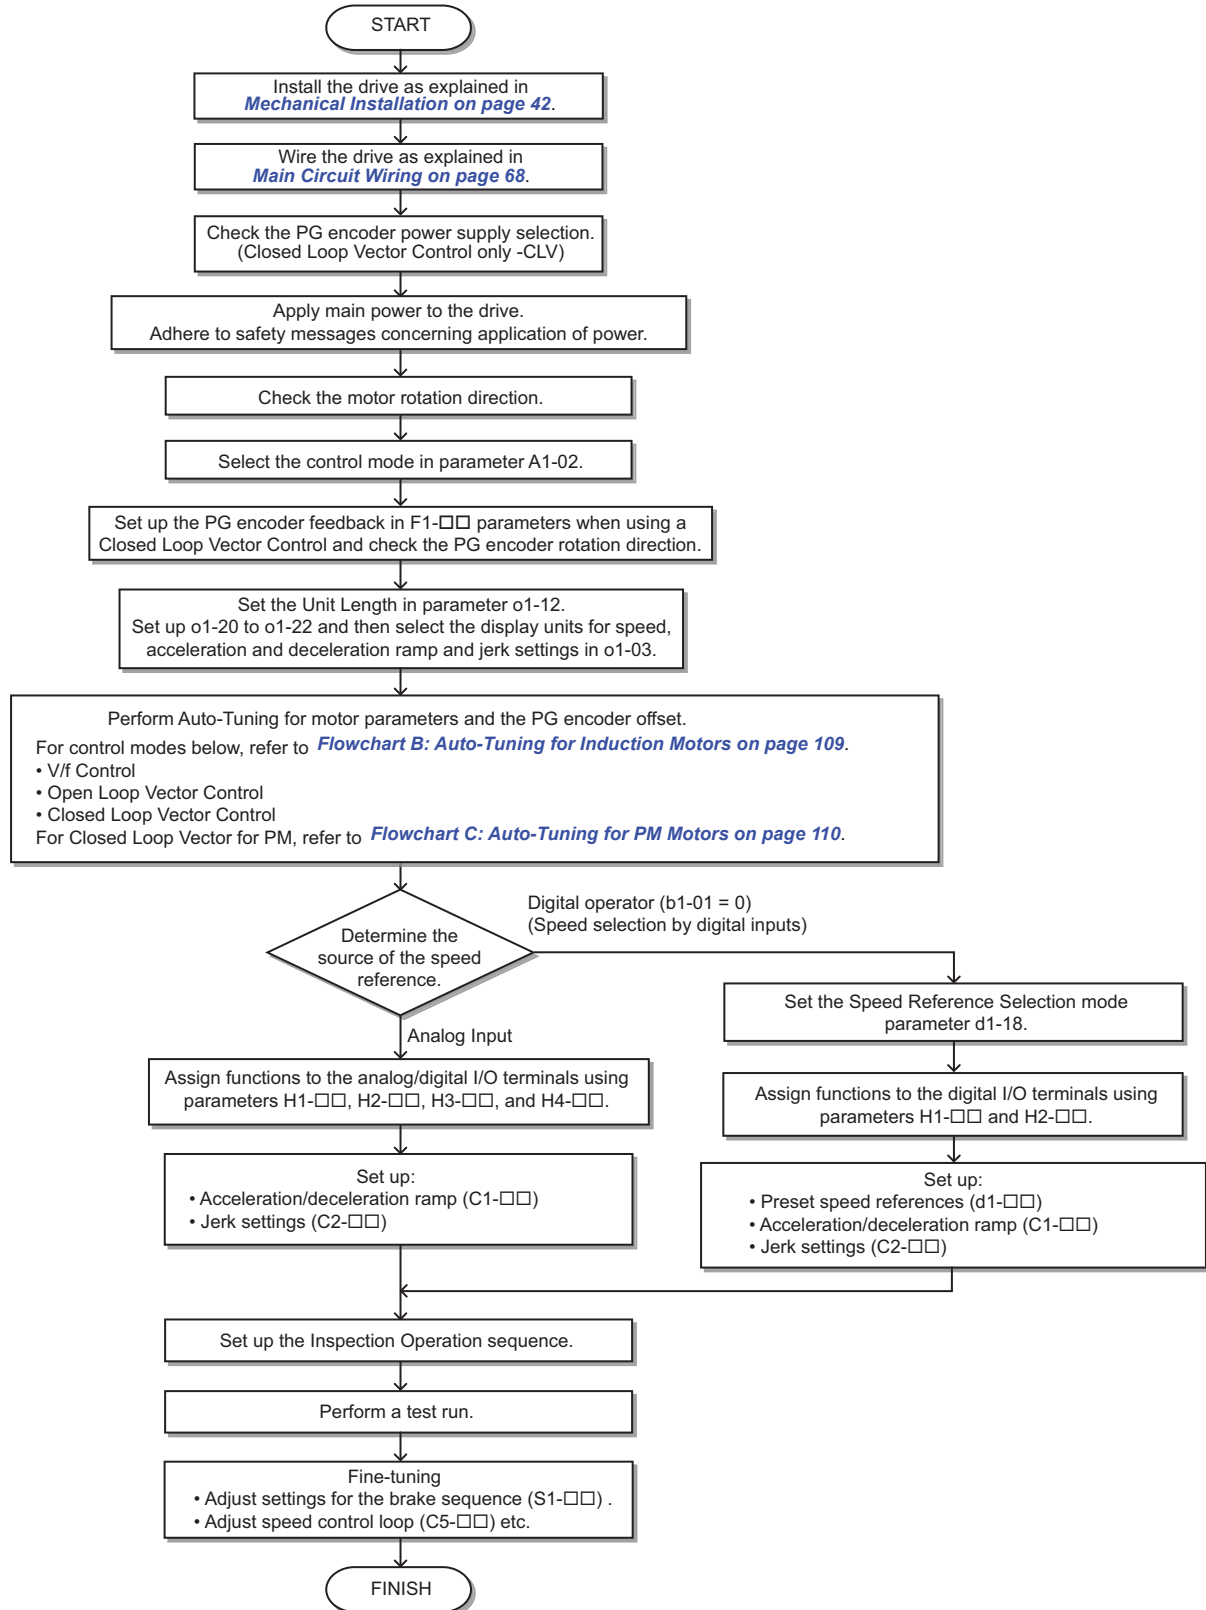 START
Install the drive as explained in
Mechanical Installation on page 42.
Wire the drive as explained in
Main Circuit Wiring on page 68.
Check the PG encoder power supply selection.
(Closed Loop Vector Control only -CLV)
Apply main power to the drive.
Adhere to safety messages concerning application of power.
Check the motor rotation direction.
Select the control mode in parameter A1-02.
Set up the PG encoder feedback in F1-□□ parameters when using a
Closed Loop Vector Control and check the PG encoder rotation direction.
Set the Unit Length in parameter o1-12.
Set up o1-20 to o1-22 and then select the display units for speed,
acceleration and deceleration ramp and jerk settings in o1-03.
Perform Auto-Tuning for motor parameters and the PG encoder offset.
For control modes below, refer to Flowchart B: Auto-Tuning for Induction Motors on page 109.
• V/f Control
• Open Loop Vector Control
• Closed Loop Vector Control
For Closed Loop Vector for PM, refer to Flowchart C: Auto-Tuning for PM Motors on page 110.
Determine the
source of the speed
reference.
Digital operator (b1-01 = 0)
(Speed selection by digital inputs)
Analog Input
Assign functions to the analog/digital I/O terminals using
parameters H1-□□, H2-□□, H3-□□, and H4-□□.
Set up:
• Acceleration/deceleration ramp (C1-□□)
• Jerk settings (C2-□□)
Set the Speed Reference Selection mode
parameter d1-18.
Assign functions to the digital I/O terminals using
parameters H1-□□ and H2-□□.
Set up:
• Preset speed references (d1-□□)
• Acceleration/deceleration ramp (C1-□□)
• Jerk settings (C2-□□)
Set up the Inspection Operation sequence.
Perform a test run.
Fine-tuning
• Adjust settings for the brake sequence (S1-□□) .
• Adjust speed control loop (C5-□□) etc.
FINISH